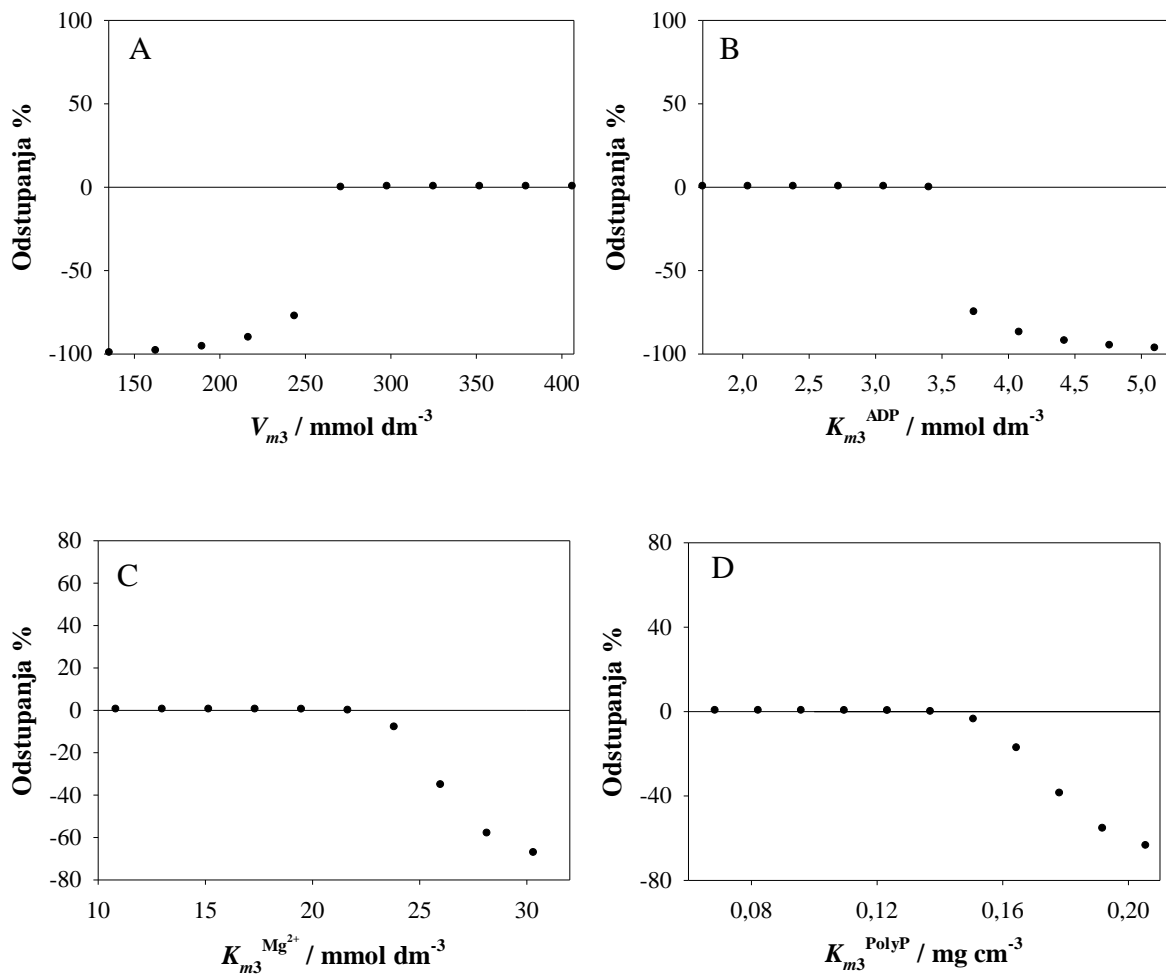 A
Odstupanja %
100
50
0
-50
-100
150 200 250 300 350 400
V_m3 / mmol dm⁻³
B
Odstupanja %
100
50
0
-50
-100
2,0 2,5 3,0 3,5 4,0 4,5 5,0
K_m3^ADP / mmol dm⁻³
C
Odstupanja %
80
60
40
20
0
-20
-40
-60
-80
10 15 20 25 30
K_m3^Mg²⁺ / mmol dm⁻³
D
Odstupanja %
80
40
0
-40
-80
0,08 0,12 0,16 0,20
K_m3^PolyP / mg cm⁻³